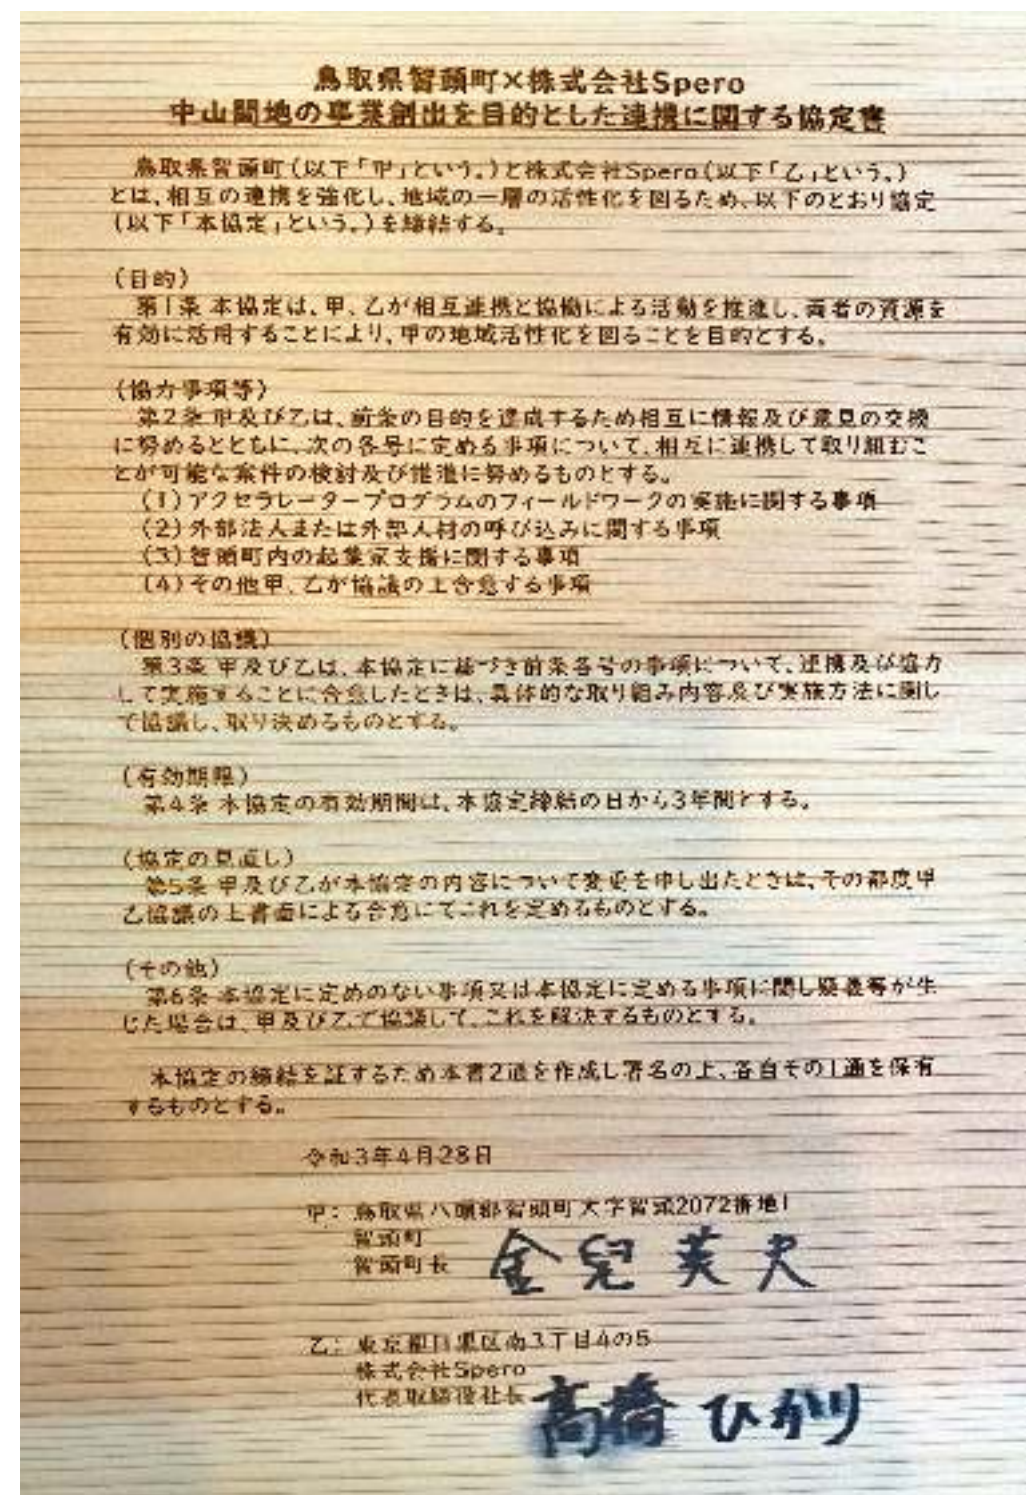 鳥取県智頭町×株式会社Spero
中山間地の事業創出を目的とした連携に関する協定書
鳥取県智頭町(以下「甲」という。)と株式会社Spero(以下「乙」という。)
とは、相互の連携を強化し、地域の一層の活性化を図るため、以下のとおり協定
(以下「本協定」という。)を締結する。
(目的)
第1条 本協定は、甲、乙が相互連携と協働による活動を推進し、両者の資源を
有効に活用することにより、甲の地域活性化を図ることを目的とする。
(協力事項等)
第2条 甲及び乙は、前条の目的を達成するため相互に情報及び意見の交換
に努めるとともに、次の各号に定める事項について、相互に連携して取り組むこ
とが可能な案件の検討及び推進に努めるものとする。
(1)アクセラレータープログラムのフィールドワークの実施に関する事項
(2)外部法人または外部人材の呼び込みに関する事項
(3)智頭町内の起業家支援に関する事項
(4)その他甲、乙が協議の上合意する事項
(個別の協議)
第3条 甲及び乙は、本協定に基づき前条各号の事項について、連携及び協力
して実施することに合意したときは、具体的な取り組み内容及び実施方法に関し
て協議し、取り決めるものとする。
(有効期限)
第4条 本協定の有効期間は、本協定締結の日から3年間とする。
(協定の見直し)
第5条 甲及び乙が本協定の内容について変更を申し出たときは、その都度甲
乙協議の上書面による合意にてこれを定めるものとする。
(その他)
第6条 本協定に定めのない事項又は本協定に定める事項に関し疑義等が生
じた場合は、甲及び乙で協議して、これを解決するものとする。
本協定の締結を証するため本書2通を作成し署名の上、各自その1通を保有
するものとする。
令和3年4月28日
甲: 鳥取県八頭郡智頭町大字智頭2072番地1
智頭町
智頭町長 金兒英夫
乙: 東京都目黒区南3丁目4の5
株式会社Spero
代表取締役社長 高橋ひかり